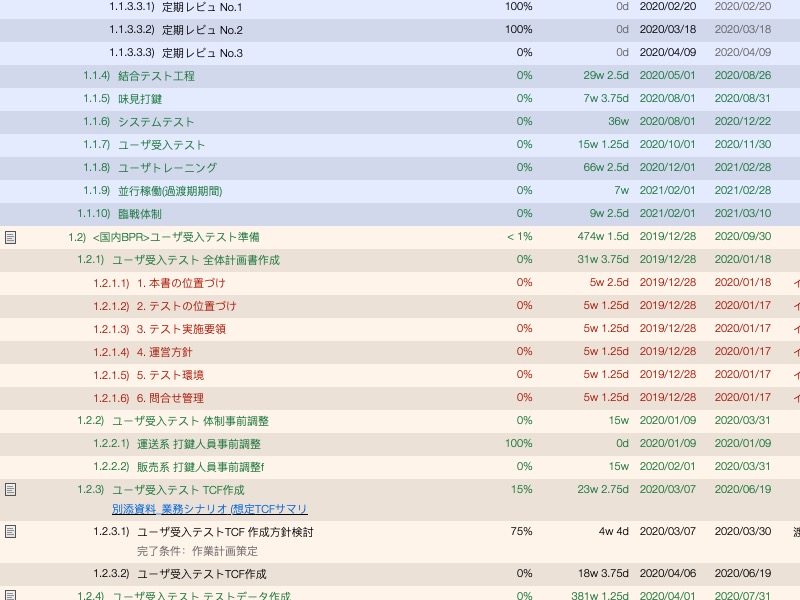 1.1.3.3.1) 定期レビュ No.1 100% 0d 2020/02/20 2020/02/20
1.1.3.3.2) 定期レビュ No.2 100% 0d 2020/03/18 2020/03/18
1.1.3.3.3) 定期レビュ No.3 0% 0d 2020/04/09 2020/04/09
1.1.4) 結合テスト工程 0% 29w 2.5d 2020/05/01 2020/08/26
1.1.5) 味見打鍵 0% 7w 3.75d 2020/08/01 2020/08/31
1.1.6) システムテスト 0% 36w 2020/08/01 2020/12/22
1.1.7) ユーザ受入テスト 0% 15w 1.25d 2020/10/01 2020/11/30
1.1.8) ユーザトレーニング 0% 66w 2.5d 2020/12/01 2021/02/28
1.1.9) 並行稼働(過渡期期間) 0% 7w 2021/02/01 2021/02/28
1.1.10) 臨戦体制 0% 9w 2.5d 2021/02/01 2021/03/10
1.2) <国内BPR>ユーザ受入テスト準備 < 1% 474w 1.5d 2019/12/28 2020/09/30
1.2.1) ユーザ受入テスト 全体計画書作成 0% 31w 3.75d 2019/12/28 2020/01/18
1.2.1.1) 1. 本書の位置づけ 0% 5w 2.5d 2019/12/28 2020/01/18
1.2.1.2) 2. テストの位置づけ 0% 5w 1.25d 2019/12/28 2020/01/17
1.2.1.3) 3. テスト実施要領 0% 5w 1.25d 2019/12/28 2020/01/17
1.2.1.4) 4. 運営方針 0% 5w 1.25d 2019/12/28 2020/01/17
1.2.1.5) 5. テスト環境 0% 5w 1.25d 2019/12/28 2020/01/17
1.2.1.6) 6. 問合せ管理 0% 5w 1.25d 2019/12/28 2020/01/17
1.2.2) ユーザ受入テスト 体制事前調整 0% 15w 2020/01/09 2020/03/31
1.2.2.1) 運送系 打鍵人員事前調整 100% 0d 2020/01/09 2020/01/09
1.2.2.2) 販売系 打鍵人員事前調整f 0% 15w 2020/02/01 2020/03/31
1.2.3) ユーザ受入テスト TCF作成 15% 23w 2.75d 2020/03/07 2020/06/19
別添資料_業務シナリオ (想定TCFサマリ
1.2.3.1) ユーザ受入テストTCF 作成方針検討 75% 4w 4d 2020/03/07 2020/03/30
完了条件: 作業計画策定
1.2.3.2) ユーザ受入テストTCF作成 0% 18w 3.75d 2020/04/06 2020/06/19
1.2.4) ユーザ受入テスト テストデータ作成 0% 381w 1.25d 2020/04/01 2020/07/31